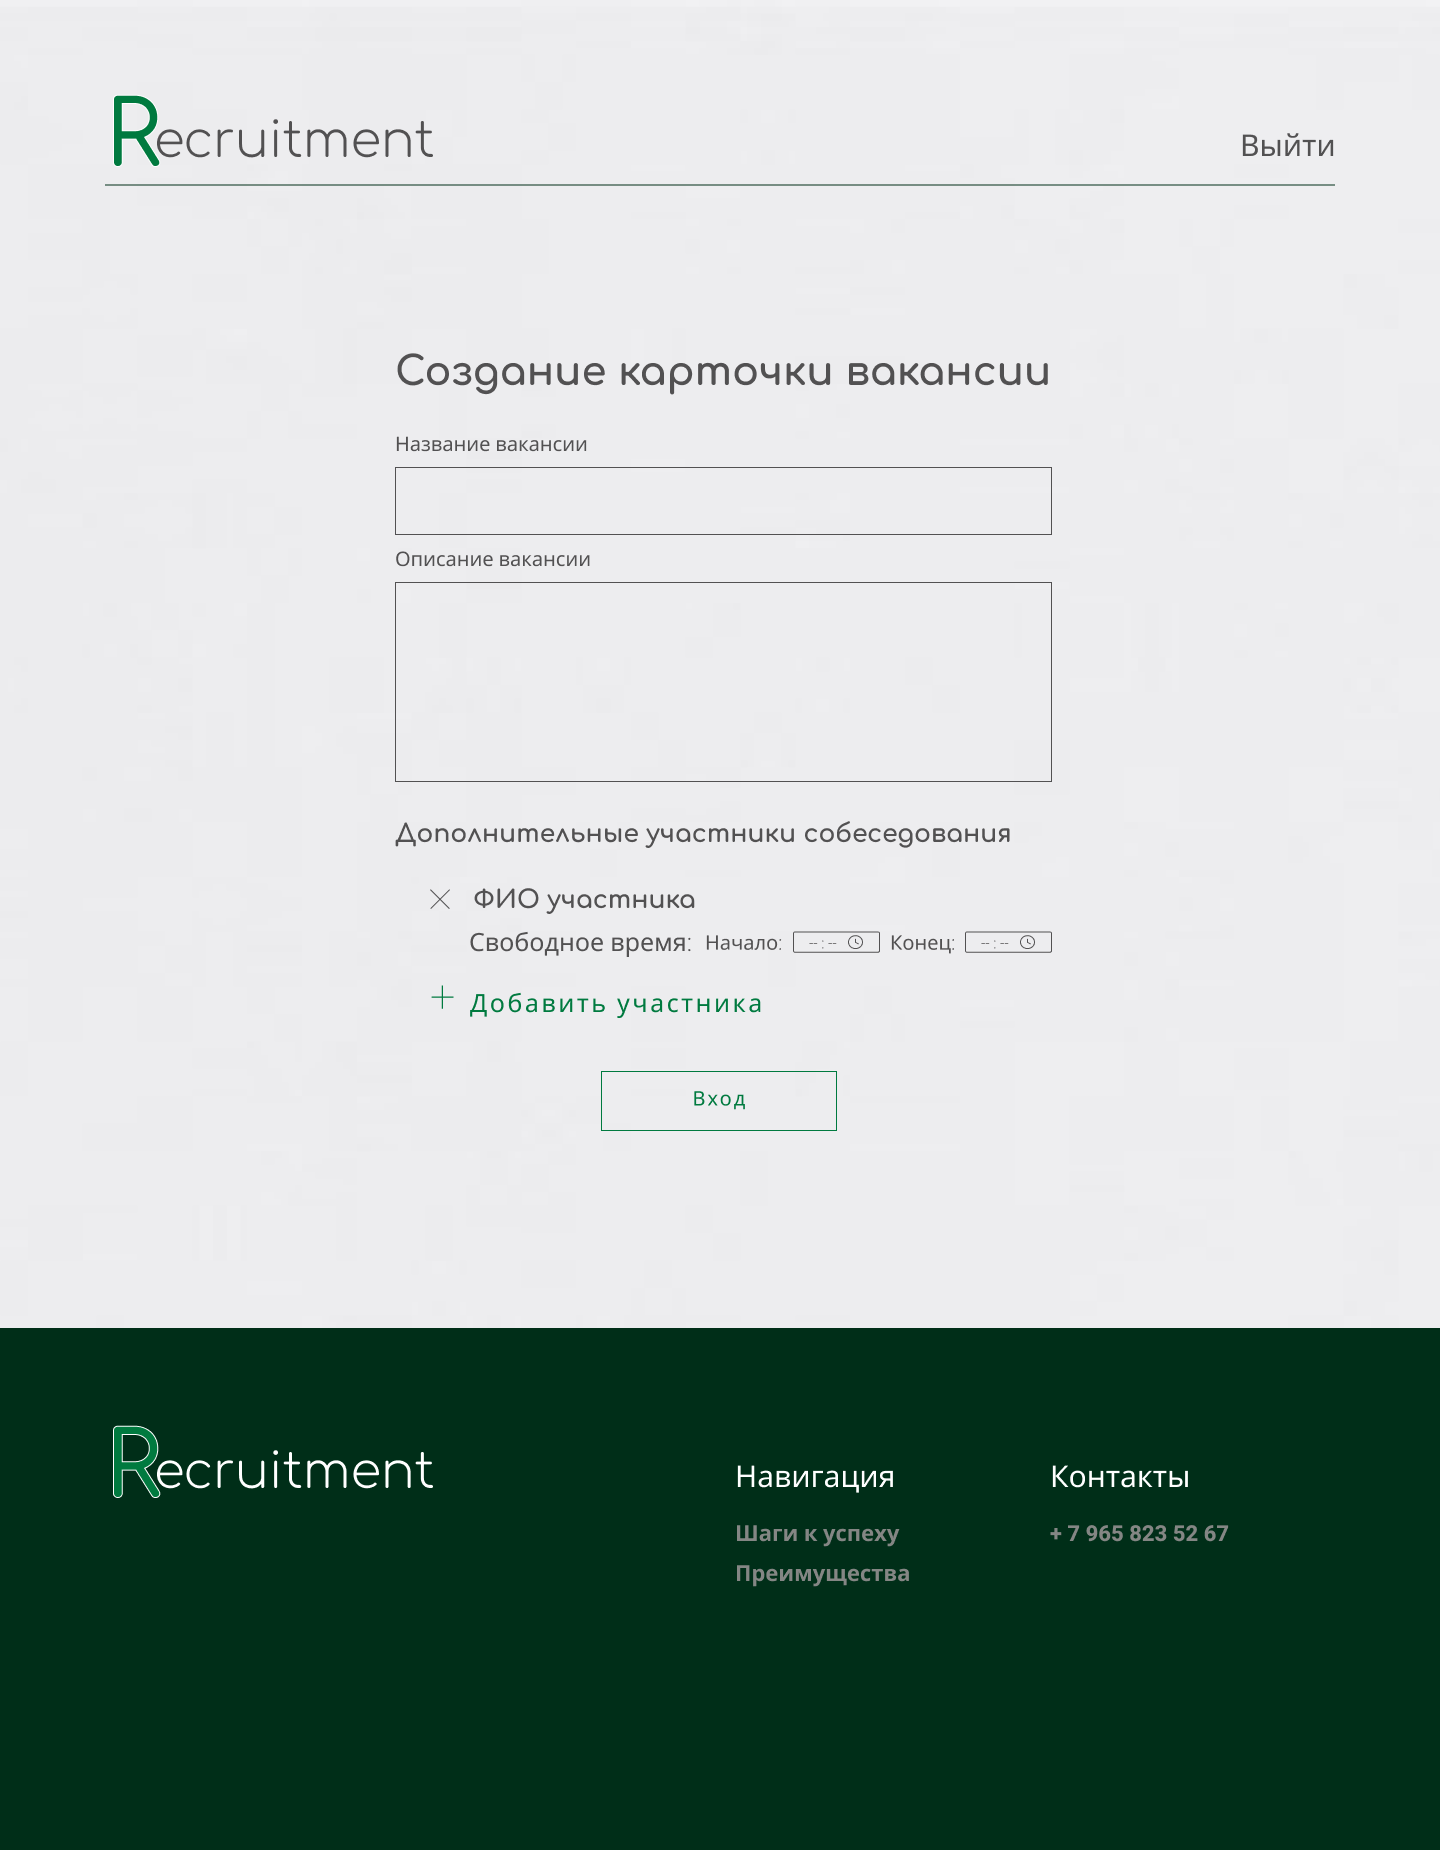 Recruitment
Выйти
Создание карточки вакансии
Название вакансии
Описание вакансии
Дополнительные участники собеседования
ФИО участника
Свободное время: Начало: -- : -- Конец: -- : --
Добавить участника
Вход
Recruitment
Навигация
Шаги к успеху
Преимущества
Контакты
+ 7 965 823 52 67